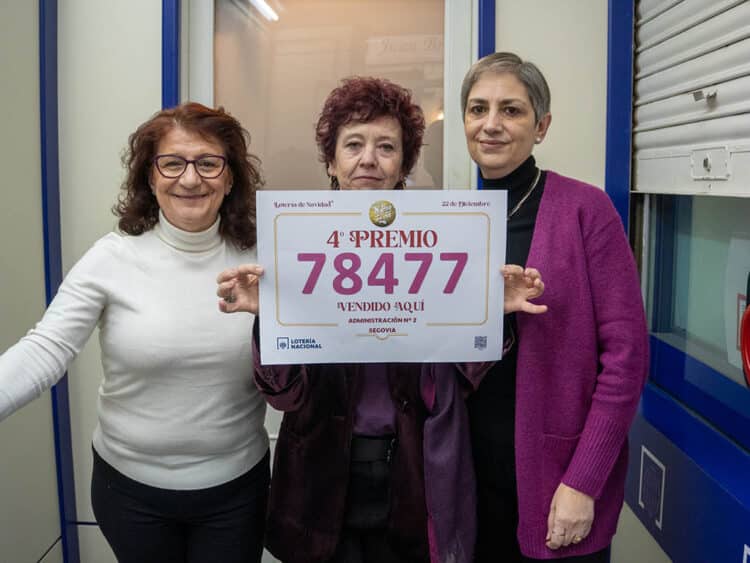 Lotería de Navidad
22 de Diciembre
4º PREMIO
78477
VENDIDO AQUÍ
ADMINISTRACIÓN Nº 2
SEGOVIA
LOTERÍA
NACIONAL